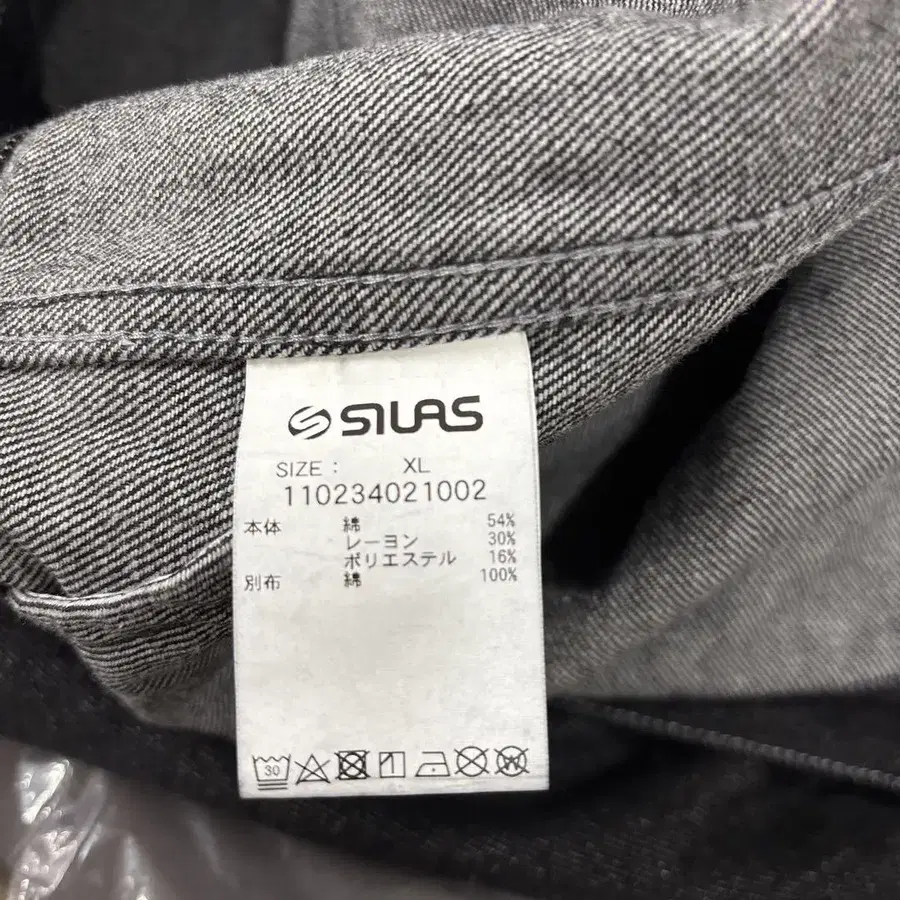 SILAS
SIZE : XL
110234021002
本体 綿 54%
レーヨン 30%
ポリエステル 16%
別布 綿 100%
30
W